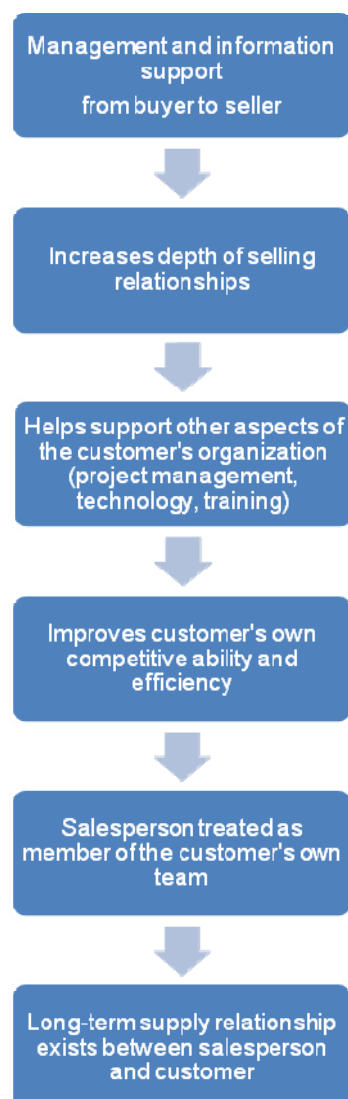 Management and information
support
from buyer to seller
Increases depth of selling
relationships
Helps support other aspects of
the customer's organization
(project management,
technology, training)
Improves customer's own
competitive ability and
efficiency
Salesperson treated as
member of the customer's own
team
Long-term supply relationship
exists between salesperson
and customer